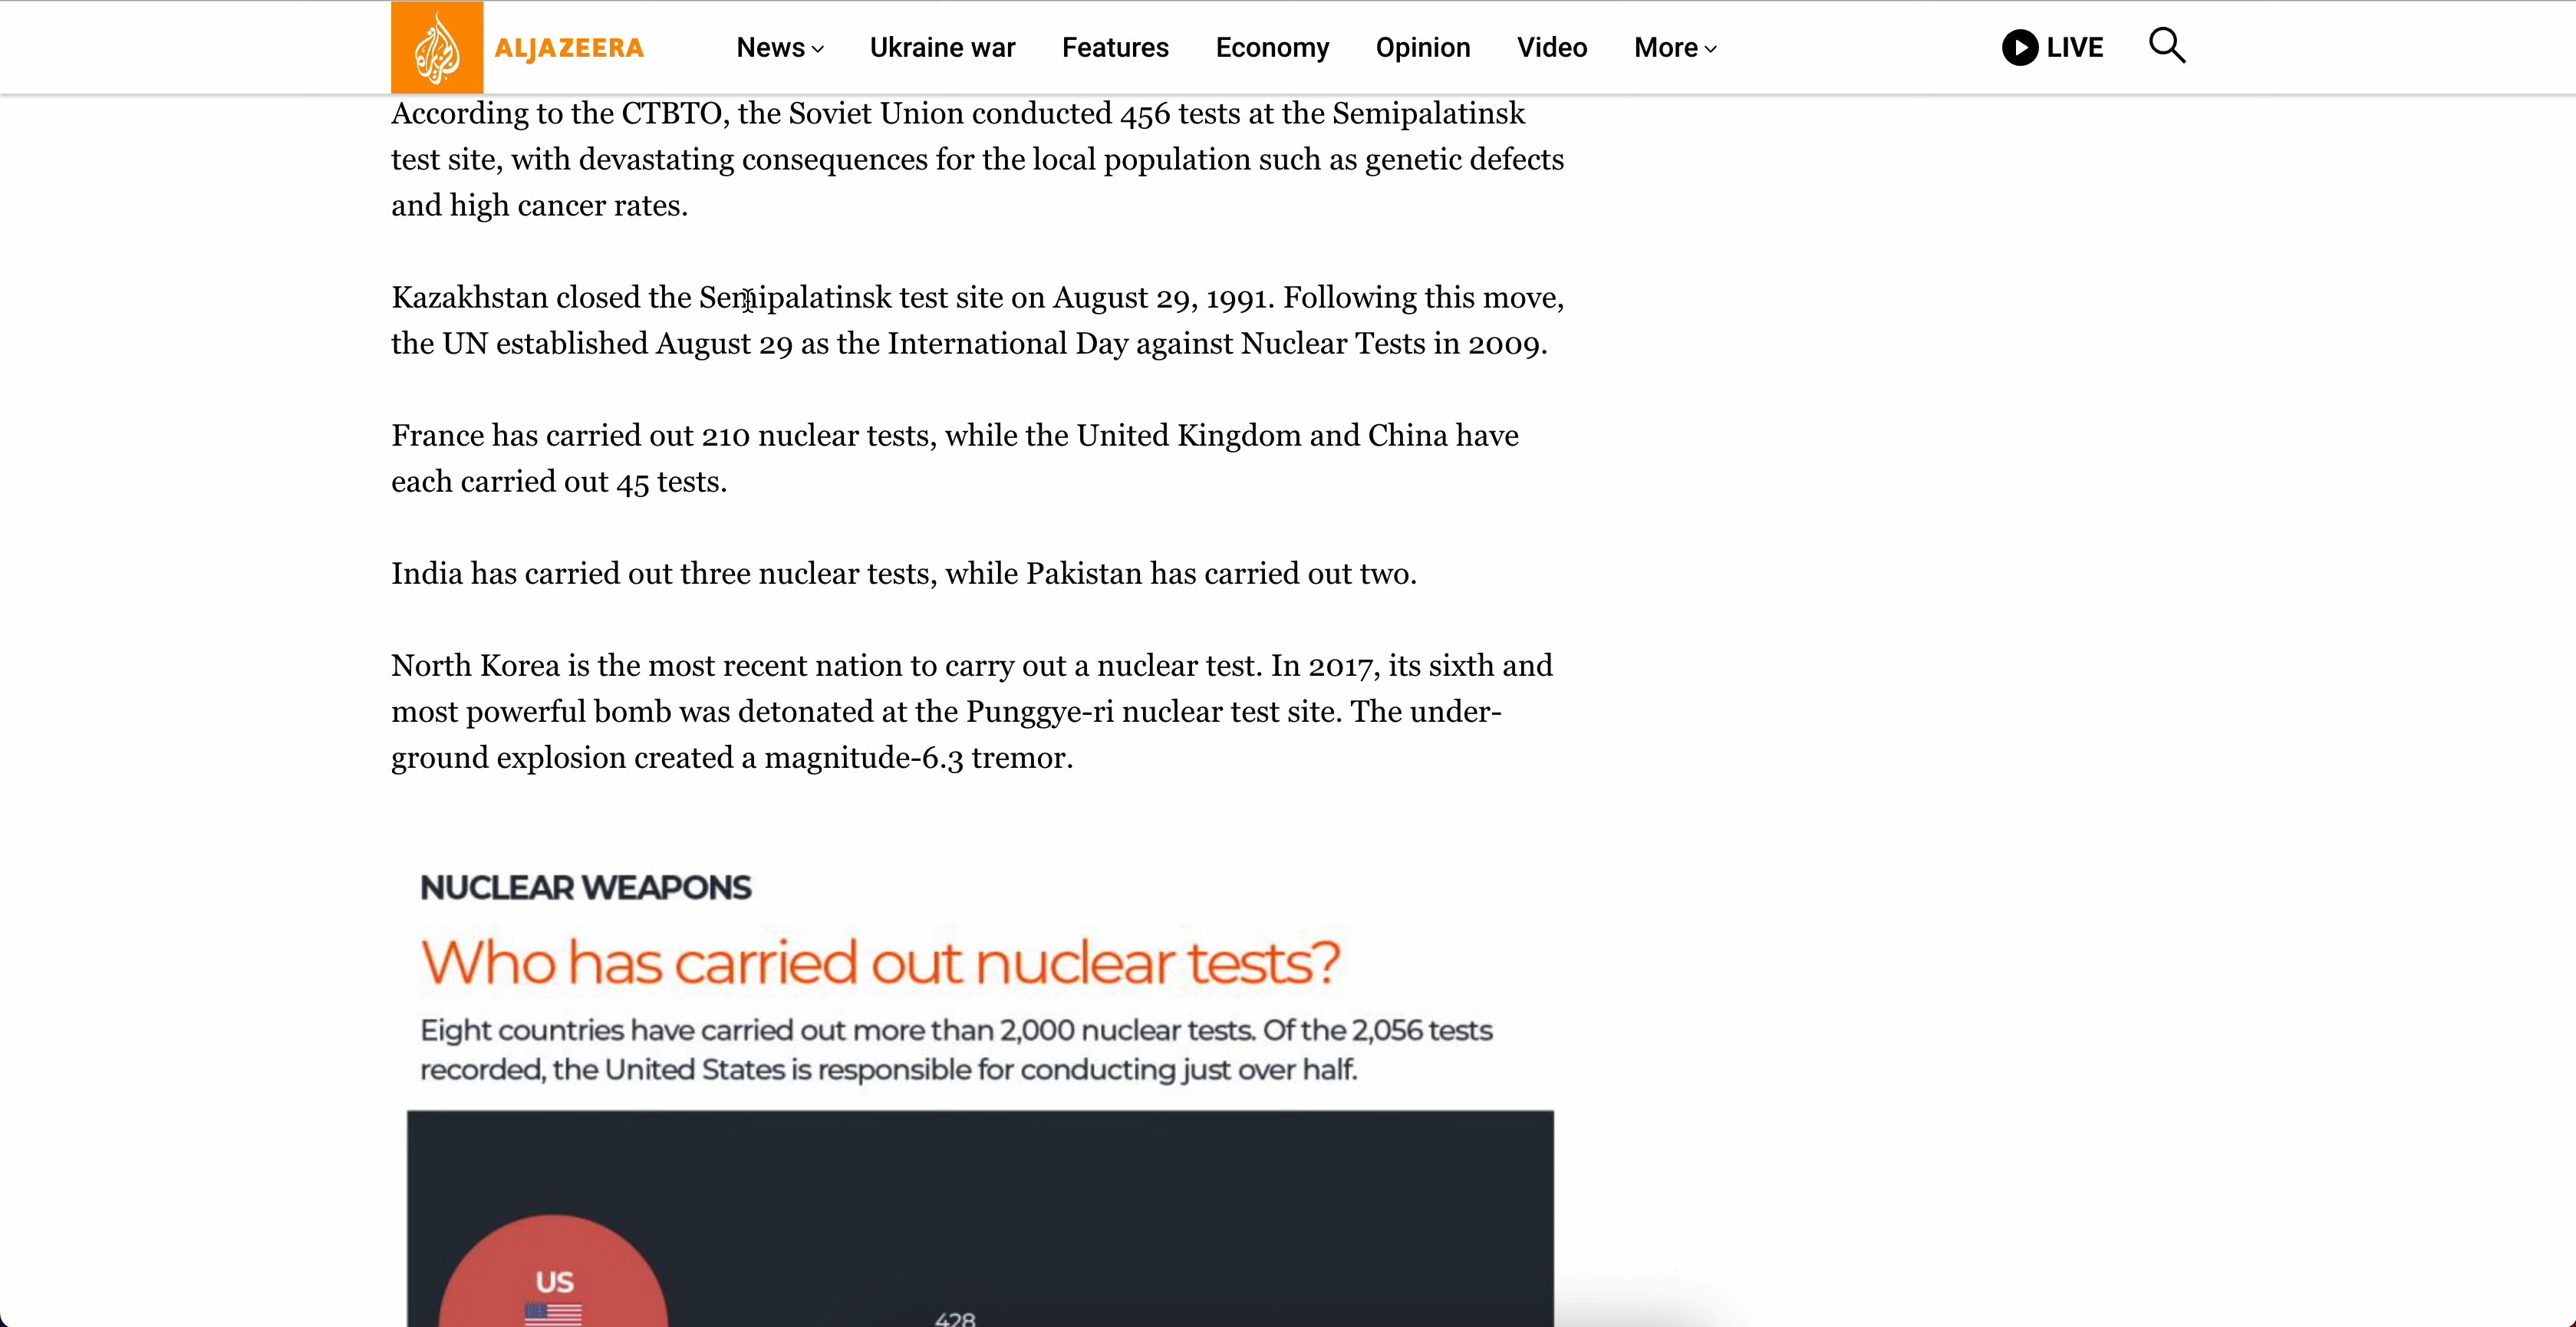 ALJAZEERA
News
Ukraine war
Features
Economy
Opinion
Video
More
LIVE
According to the CTBTO, the Soviet Union conducted 456 tests at the Semipalatinsk
test site, with devastating consequences for the local population such as genetic defects
and high cancer rates.
Kazakhstan closed the Semipalatinsk test site on August 29, 1991. Following this move,
the UN established August 29 as the International Day against Nuclear Tests in 2009.
France has carried out 210 nuclear tests, while the United Kingdom and China have
each carried out 45 tests.
India has carried out three nuclear tests, while Pakistan has carried out two.
North Korea is the most recent nation to carry out a nuclear test. In 2017, its sixth and
most powerful bomb was detonated at the Punggye-ri nuclear test site. The under-
ground explosion created a magnitude-6.3 tremor.
NUCLEAR WEAPONS
Who has carried out nuclear tests?
Eight countries have carried out more than 2,000 nuclear tests. Of the 2,056 tests
recorded, the United States is responsible for conducting just over half.
US
428